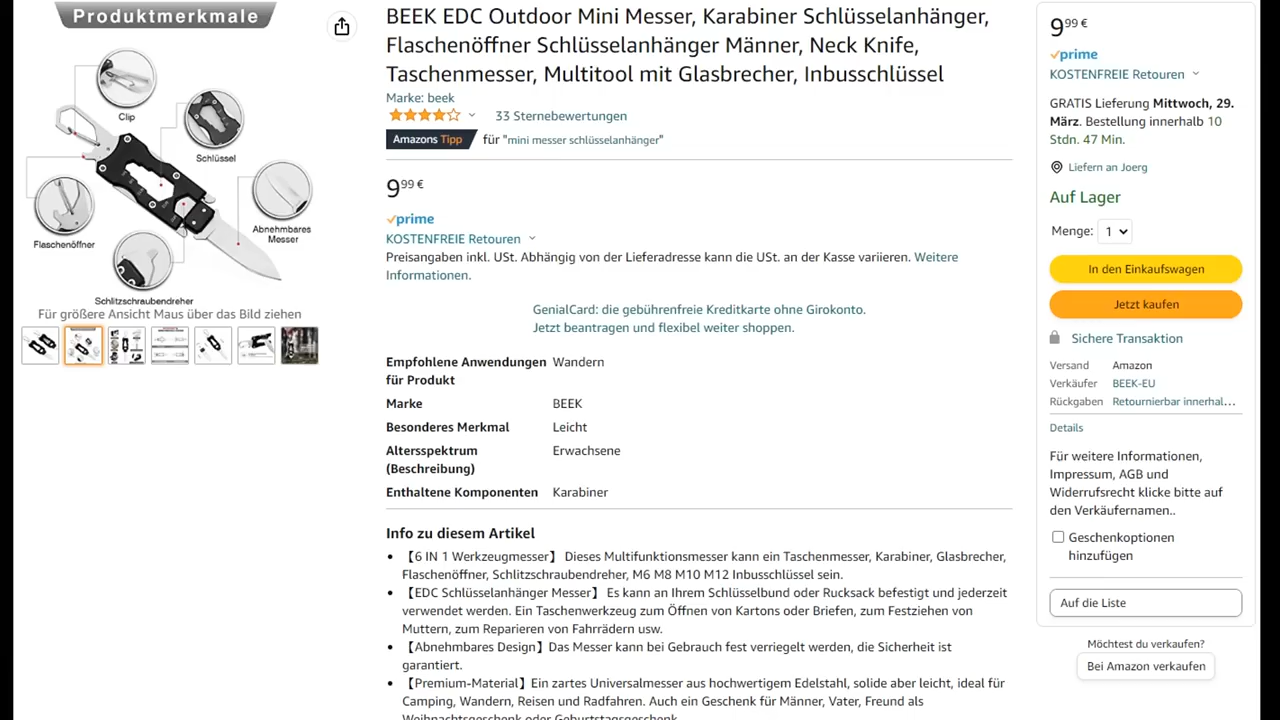 Produktmerkmale
Clip
Schlüssel
Flaschenöffner
Abnehmbares
Messer
Schlitzschraubendreher
Für größere Ansicht Maus über das Bild ziehen
BEEK EDC Outdoor Mini Messer, Karabiner Schlüsselanhänger,
Flaschenöffner Schlüsselanhänger Männer, Neck Knife,
Taschenmesser, Multitool mit Glasbrecher, Inbusschlüssel
Marke: beek
33 Sternebewertungen
Amazons Tipp für "mini messer schlüsselanhänger"
9⁹⁹ €
prime
KOSTENFREIE Retouren
Preisangaben inkl. USt. Abhängig von der Lieferadresse kann die USt. an der Kasse variieren. Weitere
Informationen.
GenialCard: die gebührenfreie Kreditkarte ohne Girokonto.
Jetzt beantragen und flexibel weiter shoppen.
Empfohlene Anwendungen Wandern
für Produkt
Marke BEEK
Besonderes Merkmal Leicht
Altersspektrum Erwachsene
(Beschreibung)
Enthaltene Komponenten Karabiner
Info zu diesem Artikel
• 【6 IN 1 Werkzeugmesser】 Dieses Multifunktionsmesser kann ein Taschenmesser, Karabiner, Glasbrecher,
Flaschenöffner, Schlitzschraubendreher, M6 M8 M10 M12 Inbusschlüssel sein.
• 【EDC Schlüsselanhänger Messer】 Es kann an Ihrem Schlüsselbund oder Rucksack befestigt und jederzeit
verwendet werden. Ein Taschenwerkzeug zum Öffnen von Kartons oder Briefen, zum Festziehen von
Muttern, zum Reparieren von Fahrrädern usw.
• 【Abnehmbares Design】Das Messer kann bei Gebrauch fest verriegelt werden, die Sicherheit ist
garantiert.
• 【Premium-Material】Ein zartes Universalmesser aus hochwertigem Edelstahl, solide aber leicht, ideal für
Camping, Wandern, Reisen und Radfahren. Auch ein Geschenk für Männer, Vater, Freund als
Weihnachtsgeschenk oder Geburtstagsgeschenk.
9⁹⁹ €
prime
KOSTENFREIE Retouren
GRATIS Lieferung Mittwoch, 29.
März. Bestellung innerhalb 10
Stdn. 47 Min.
Liefern an Joerg
Auf Lager
Menge: 1
In den Einkaufswagen
Jetzt kaufen
Sichere Transaktion
Versand Amazon
Verkäufer BEEK-EU
Rückgaben Retournierbar innerhal…
Details
Für weitere Informationen,
Impressum, AGB und
Widerrufsrecht klicke bitte auf
den Verkäufernamen..
Geschenkoptionen
hinzufügen
Auf die Liste
Möchtest du verkaufen?
Bei Amazon verkaufen